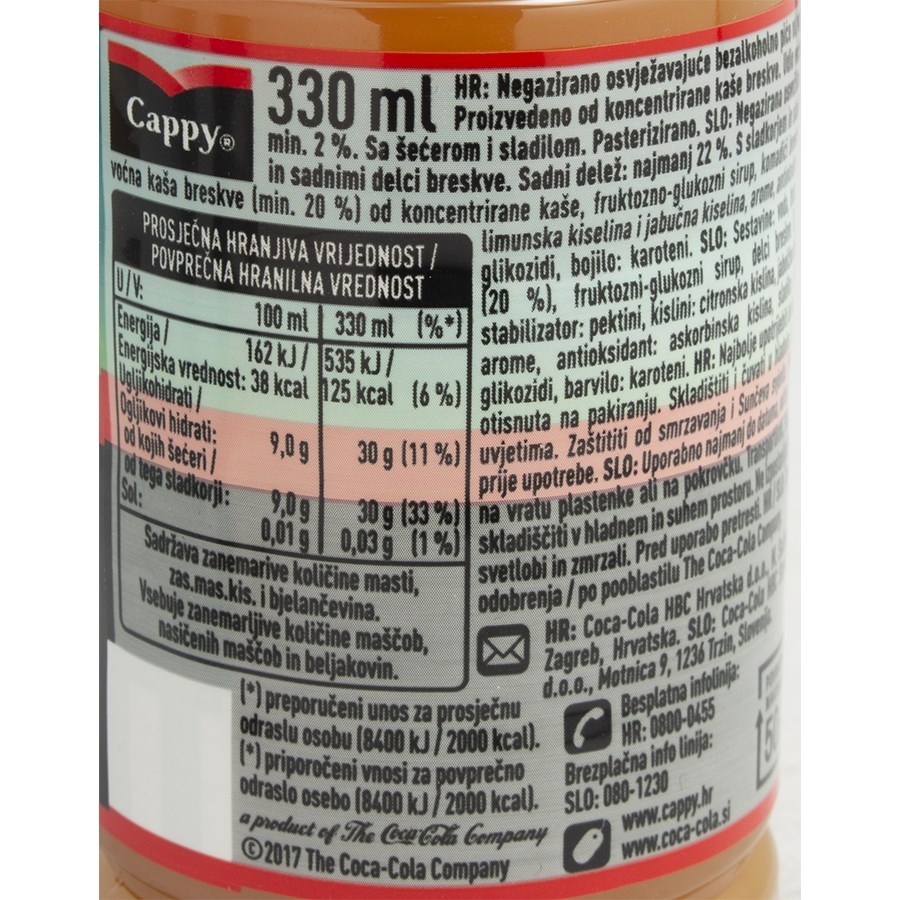 Cappy®
330 ml
HR: Negazirano osvježavajuće bezalkoholno piće
Proizvedeno od koncentrirane kaše breskve.
min. 2 %. Sa šećerom i sladilom. Pasterizirano. SLO: Negazirana
in sadnimi delci breskve. Sadni delež: najmanj 22 %. S sladkorjem in
voćna kaša breskve (min. 20 %) od koncentrirane kaše, fruktozno-glukozni sirup,
limunska kiselina i jabučna kiselina, arome,
glikozidi, bojilo: karoteni. SLO: Sestavine:
(20 %), fruktozni-glukozni sirup, delci
stabilizator: pektini, kislini: citronska kislina,
arome, antioksidant: askorbinska kislina,
glikozidi, barvilo: karoteni. HR: Najbolje
otisnuta na pakiranju. Skladištiti i čuvati
uvjetima. Zaštititi od smrzavanja i Sunčeva
prije upotrebe. SLO: Uporabno najmanj do datuma,
na vratu plastenke ali na pokrovčku.
skladiščiti v hladnem in suhem prostoru. Ne
svetlobi in zmrzali. Pred uporabo pretresti.
odobrenja / po pooblastilu The Coca-Cola
PROSJEČNA HRANJIVA VRIJEDNOST /
POVPREČNA HRANILNA VREDNOST
U/V:
100 ml 330 ml (%*)
Energija /
Energijska vrednost: 162 kJ / 38 kcal 535 kJ / 125 kcal (6 %)
Ugljikohidrati /
Ogljikovi hidrati: 9,0 g 30 g (11 %)
od kojih šećeri /
od tega sladkorji: 9,0 g 30 g (33 %)
Sol: 0,01 g 0,03 g (1 %)
Sadržava zanemarive količine masti,
zas.mas.kis. i bjelančevina.
Vsebuje zanemarljive količine maščob,
nasičenih maščob in beljakovin.
HR: Coca-Cola HBC Hrvatska d.o.o.,
Zagreb, Hrvatska. SLO: Coca-Cola
d.o.o., Motnica 9, 1236 Trzin, Slovenija.
(*) preporučeni unos za prosječnu
odraslu osobu (8400 kJ / 2000 kcal).
(*) priporočeni vnosi za povprečno
odraslo osebo (8400 kJ / 2000 kcal).
Besplatna infolinija:
HR: 0800-0455
Brezplačna info linija:
SLO: 080-1230
www.cappy.hr
www.coca-cola.si
a product of The Coca-Cola Company
©2017 The Coca-Cola Company